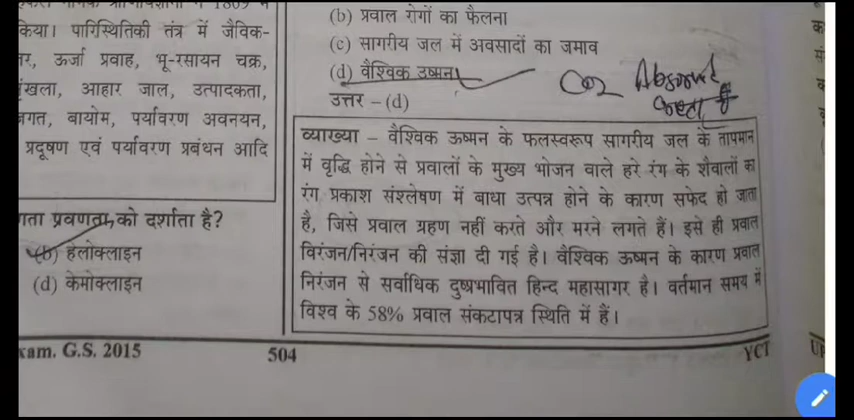 किया। पारिस्थितिकी तंत्र में जैविक-
ऊर्जा प्रवाह, भू-रसायन चक्र,
आहार जाल, उत्पादकता,
बायोम, पर्यावरण अवनयन,
प्रदूषण एवं पर्यावरण प्रबंधन आदि
प्रवणता को दर्शाता है?
(b) हेलोक्लाइन
(d) केमोक्लाइन
(b) प्रवाल रोगों का फैलना
(c) सागरीय जल में अवसादों का जमाव
(d) वैश्विक उष्मन
उत्तर – (d)
CO2 Absorb
व्याख्या – वैश्विक ऊष्मन के फलस्वरूप सागरीय जल के तापमान
में वृद्धि होने से प्रवालों के मुख्य भोजन वाले हरे रंग के शैवालों का
रंग प्रकाश संश्लेषण में बाधा उत्पन्न होने के कारण सफेद हो जाता
है, जिसे प्रवाल ग्रहण नहीं करते और मरने लगते हैं। इसे ही प्रवाल
विरंजन/निरंजन की संज्ञा दी गई है। वैश्विक ऊष्मन के कारण प्रवाल
निरंजन से सर्वाधिक दुष्प्रभावित हिन्द महासागर है। वर्तमान समय में
विश्व के 58% प्रवाल संकटापन्न स्थिति में हैं।
G.S. 2015
504
YCT